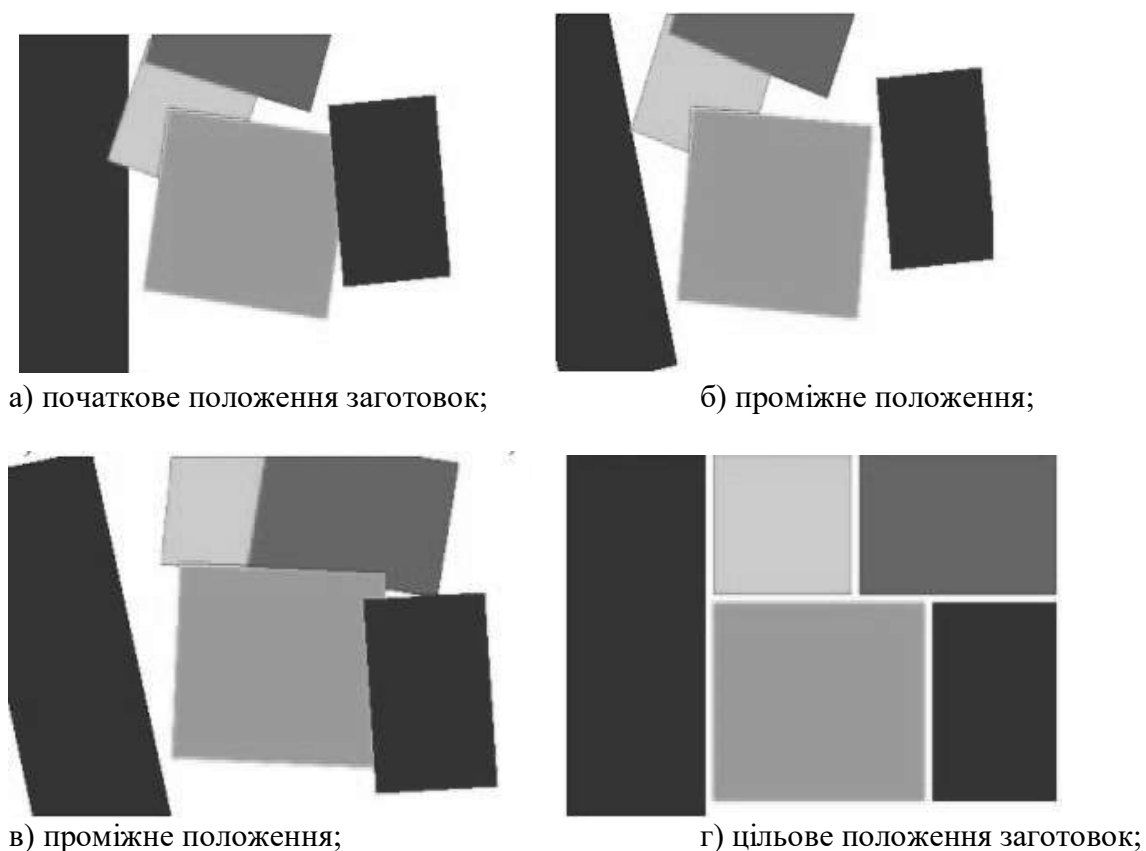 а) початкове положення заготовок;
б) проміжне положення;
в) проміжне положення;
г) цільове положення заготовок;